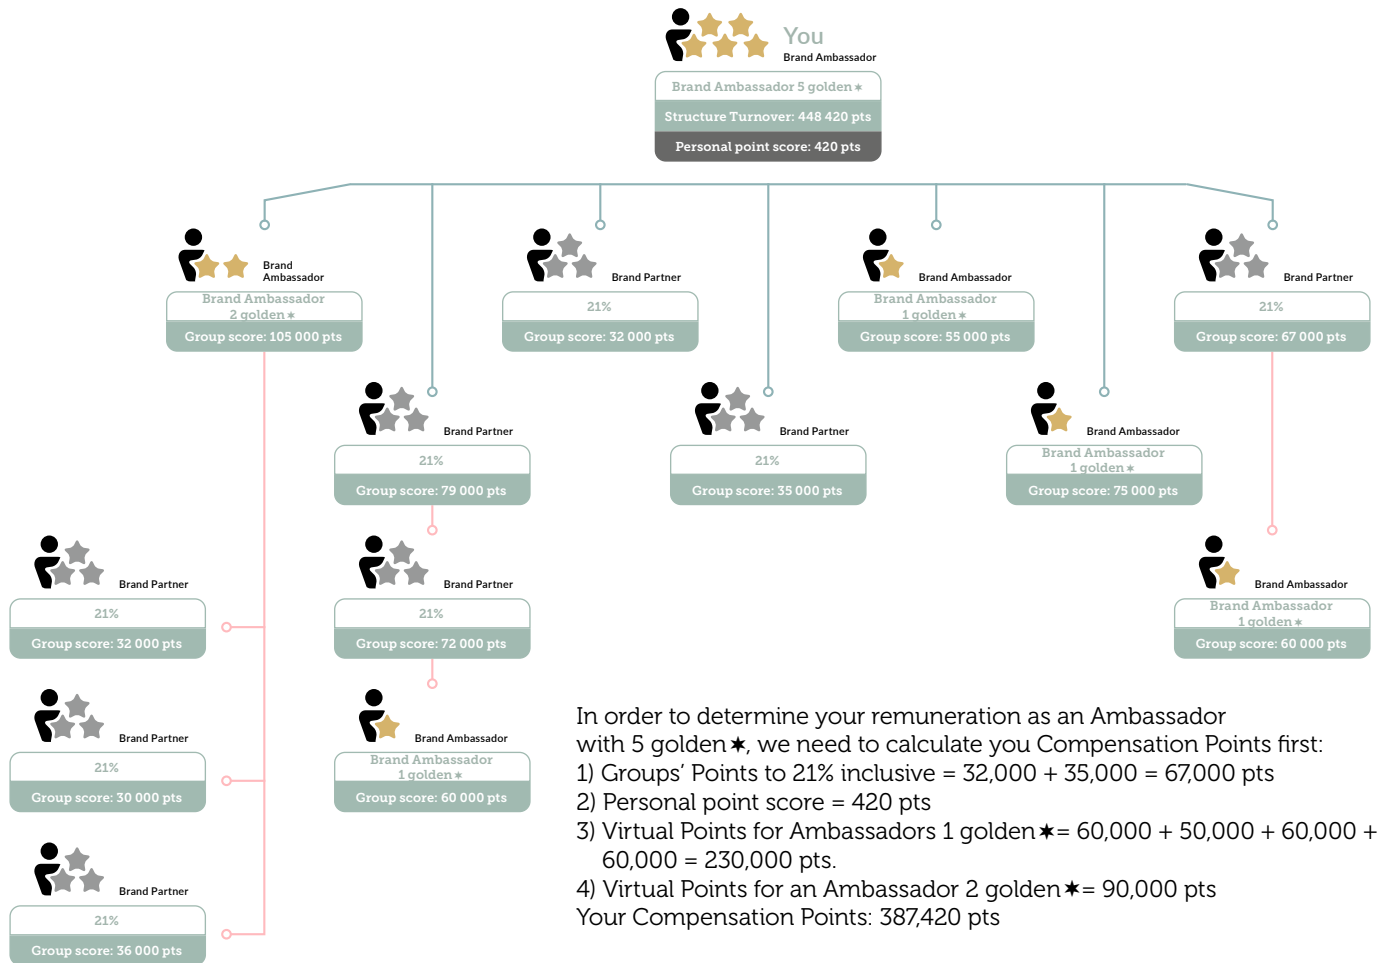 You
Brand Ambassador
Brand Ambassador 5 golden ★
Structure Turnover: 448 420 pts
Personal point score: 420 pts
Brand
Ambassador
Brand Ambassador
2 golden ★
Group score: 105 000 pts
Brand Partner
21%
Group score: 32 000 pts
Brand Ambassador
Brand Ambassador
1 golden ★
Group score: 55 000 pts
Brand Partner
21%
Group score: 67 000 pts
Brand Partner
21%
Group score: 79 000 pts
Brand Partner
21%
Group score: 35 000 pts
Brand Ambassador
Brand Ambassador
1 golden ★
Group score: 75 000 pts
Brand Partner
21%
Group score: 32 000 pts
Brand Partner
21%
Group score: 72 000 pts
Brand Ambassador
Brand Ambassador
1 golden ★
Group score: 60 000 pts
Brand Partner
21%
Group score: 30 000 pts
Brand Ambassador
Brand Ambassador
1 golden ★
Group score: 60 000 pts
Brand Partner
21%
Group score: 36 000 pts
In order to determine your remuneration as an Ambassador
with 5 golden ★, we need to calculate you Compensation Points first:
1) Groups' Points to 21% inclusive = 32,000 + 35,000 = 67,000 pts
2) Personal point score = 420 pts
3) Virtual Points for Ambassadors 1 golden ★= 60,000 + 50,000 + 60,000 +
60,000 = 230,000 pts.
4) Virtual Points for an Ambassador 2 golden ★= 90,000 pts
Your Compensation Points: 387,420 pts